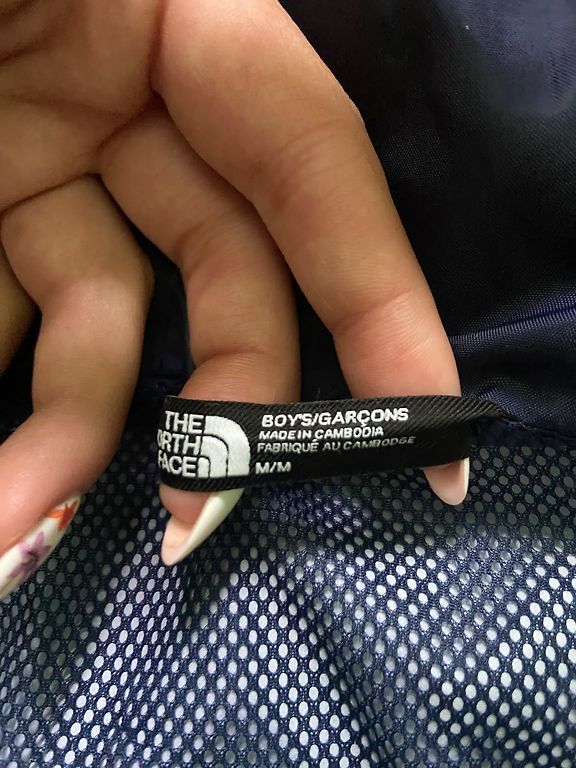 THE
NORTH
FACE
BOY'S/GARÇONS
MADE IN CAMBODIA
FABRIQUÉ AU CAMBODGE
M/M